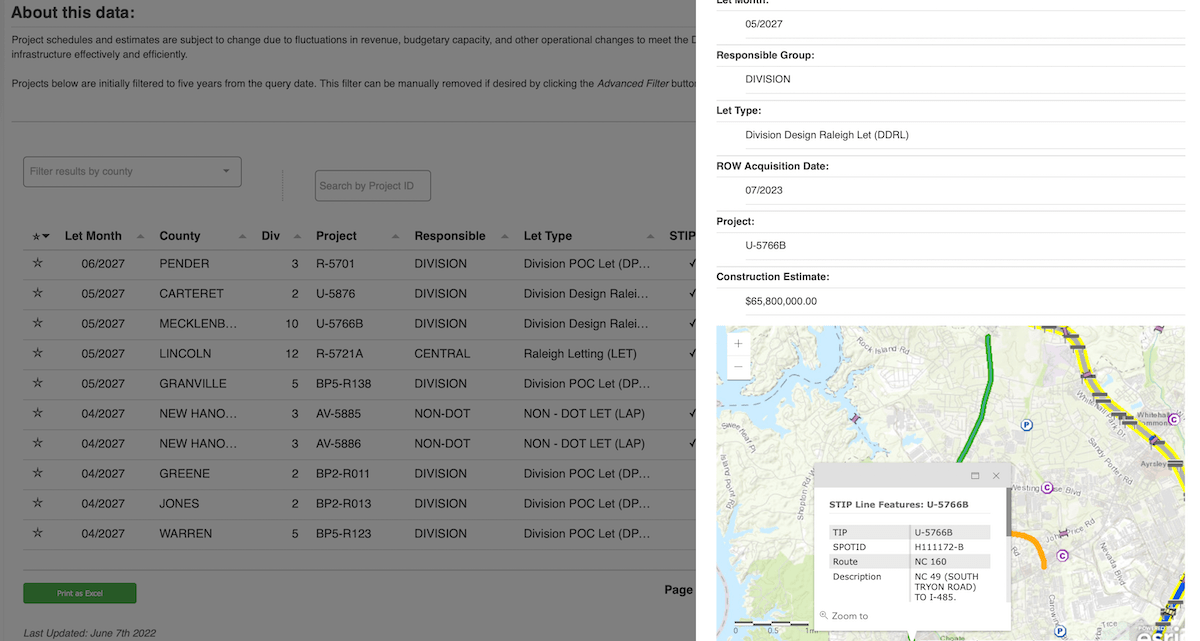 About this data:
Project schedules and estimates are subject to change due to fluctuations in revenue, budgetary capacity, and other operational changes to meet the
infrastructure effectively and efficiently.
Projects below are initially filtered to five years from the query date. This filter can be manually removed if desired by clicking the Advanced Filter button
Filter results by county
Search by Project ID
Let Month County Div Project Responsible Let Type STIP
06/2027 PENDER 3 R-5701 DIVISION Division POC Let (DP... ✓
05/2027 CARTERET 2 U-5876 DIVISION Division Design Ralei... ✓
05/2027 MECKLENB... 10 U-5766B DIVISION Division Design Ralei... ✓
05/2027 LINCOLN 12 R-5721A CENTRAL Raleigh Letting (LET) ✓
05/2027 GRANVILLE 5 BP5-R138 DIVISION Division POC Let (DP...
04/2027 NEW HANO... 3 AV-5885 NON-DOT NON - DOT LET (LAP) ✓
04/2027 NEW HANO... 3 AV-5886 NON-DOT NON - DOT LET (LAP) ✓
04/2027 GREENE 2 BP2-R011 DIVISION Division POC Let (DP...
04/2027 JONES 2 BP2-R013 DIVISION Division POC Let (DP...
04/2027 WARREN 5 BP5-R123 DIVISION Division POC Let (DP...
Print as Excel
Page
Last Updated: June 7th 2022
Let Month:
05/2027
Responsible Group:
DIVISION
Let Type:
Division Design Raleigh Let (DDRL)
ROW Acquisition Date:
07/2023
Project:
U-5766B
Construction Estimate:
$65,800,000.00
+
−
Rock Island Rd
Whitehall
Ayrsley
Sandy Porter Rd
Shopton Rd
Island Point Rd
Nevada Blvd
Choate
STIP Line Features: U-5766B
TIP U-5766B
SPOTID H111172-B
Route NC 160
Description NC 49 (SOUTH
TRYON ROAD)
TO I-485.
Zoom to
0 0.5 1mi
esri